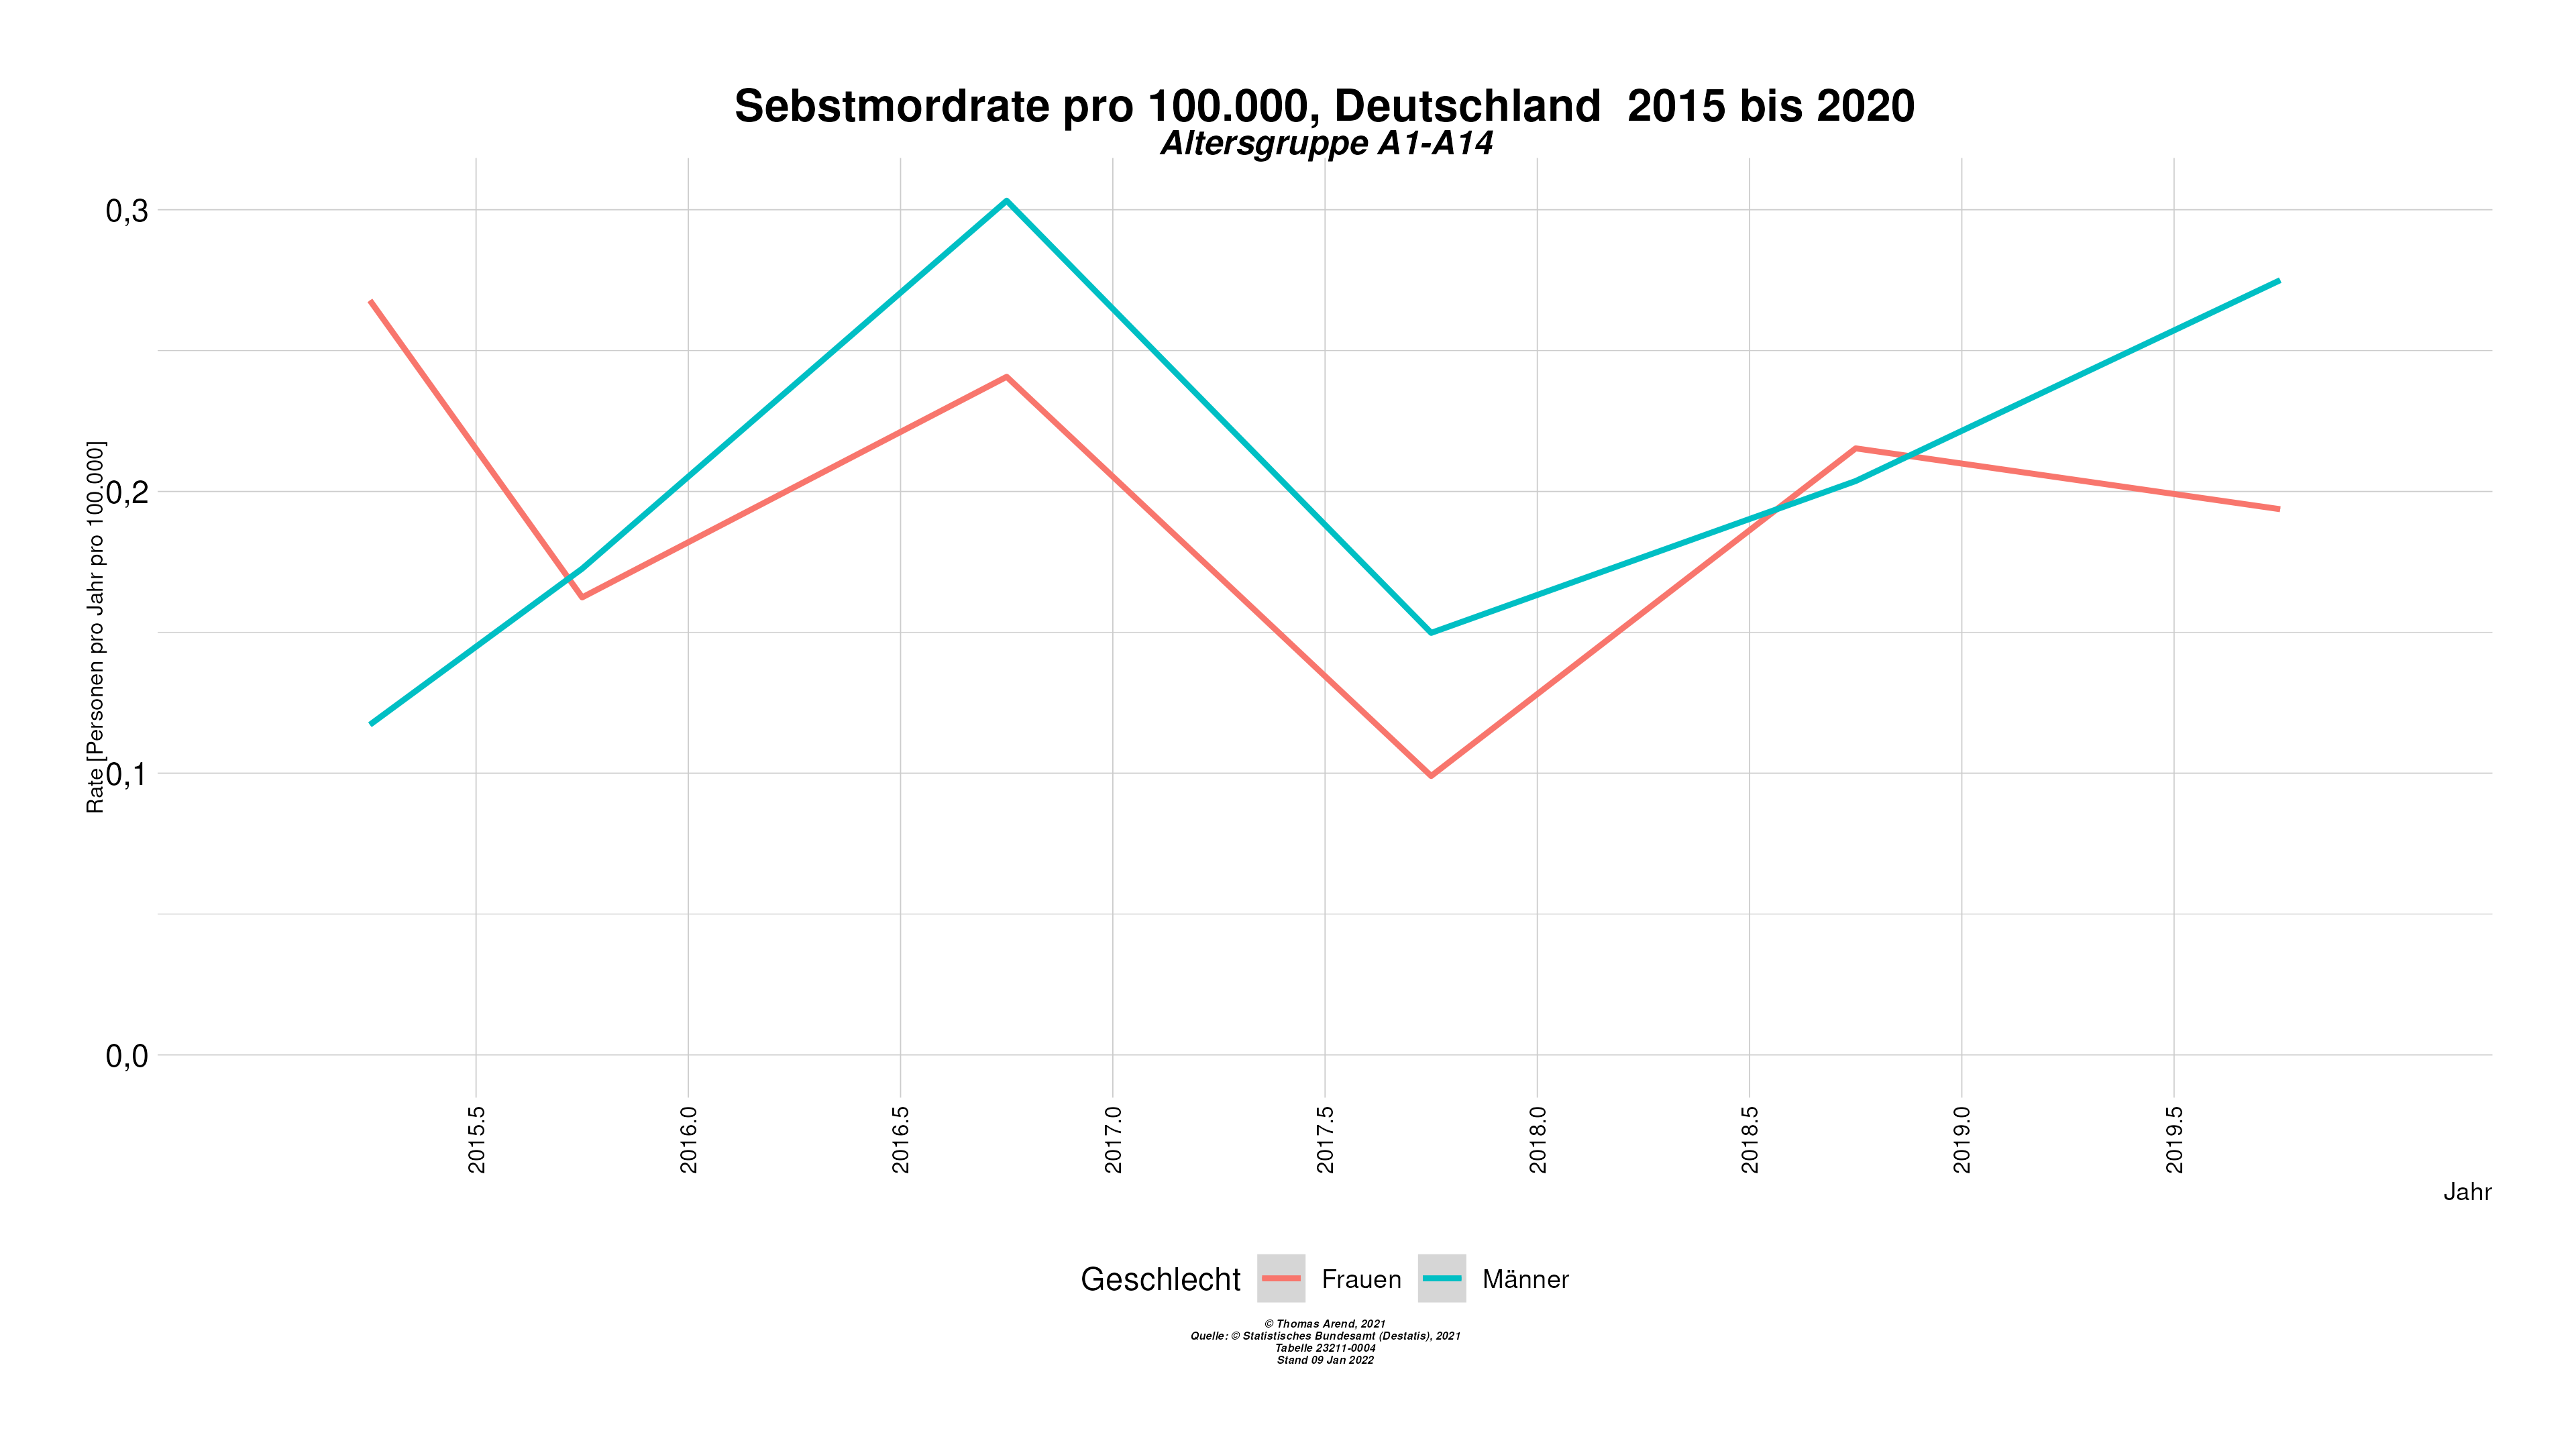 Sebstmordrate pro 100.000, Deutschland  2015 bis 2020
Altersgruppe A1-A14
Rate [Personen pro Jahr pro 100.000]
0,3
0,2
0,1
0,0
2015.5
2016.0
2016.5
2017.0
2017.5
2018.0
2018.5
2019.0
2019.5
Jahr
Geschlecht Frauen Männer
© Thomas Arend, 2021
Quelle: © Statistisches Bundesamt (Destatis), 2021
Tabelle 23211-0004
Stand 09 Jan 2022